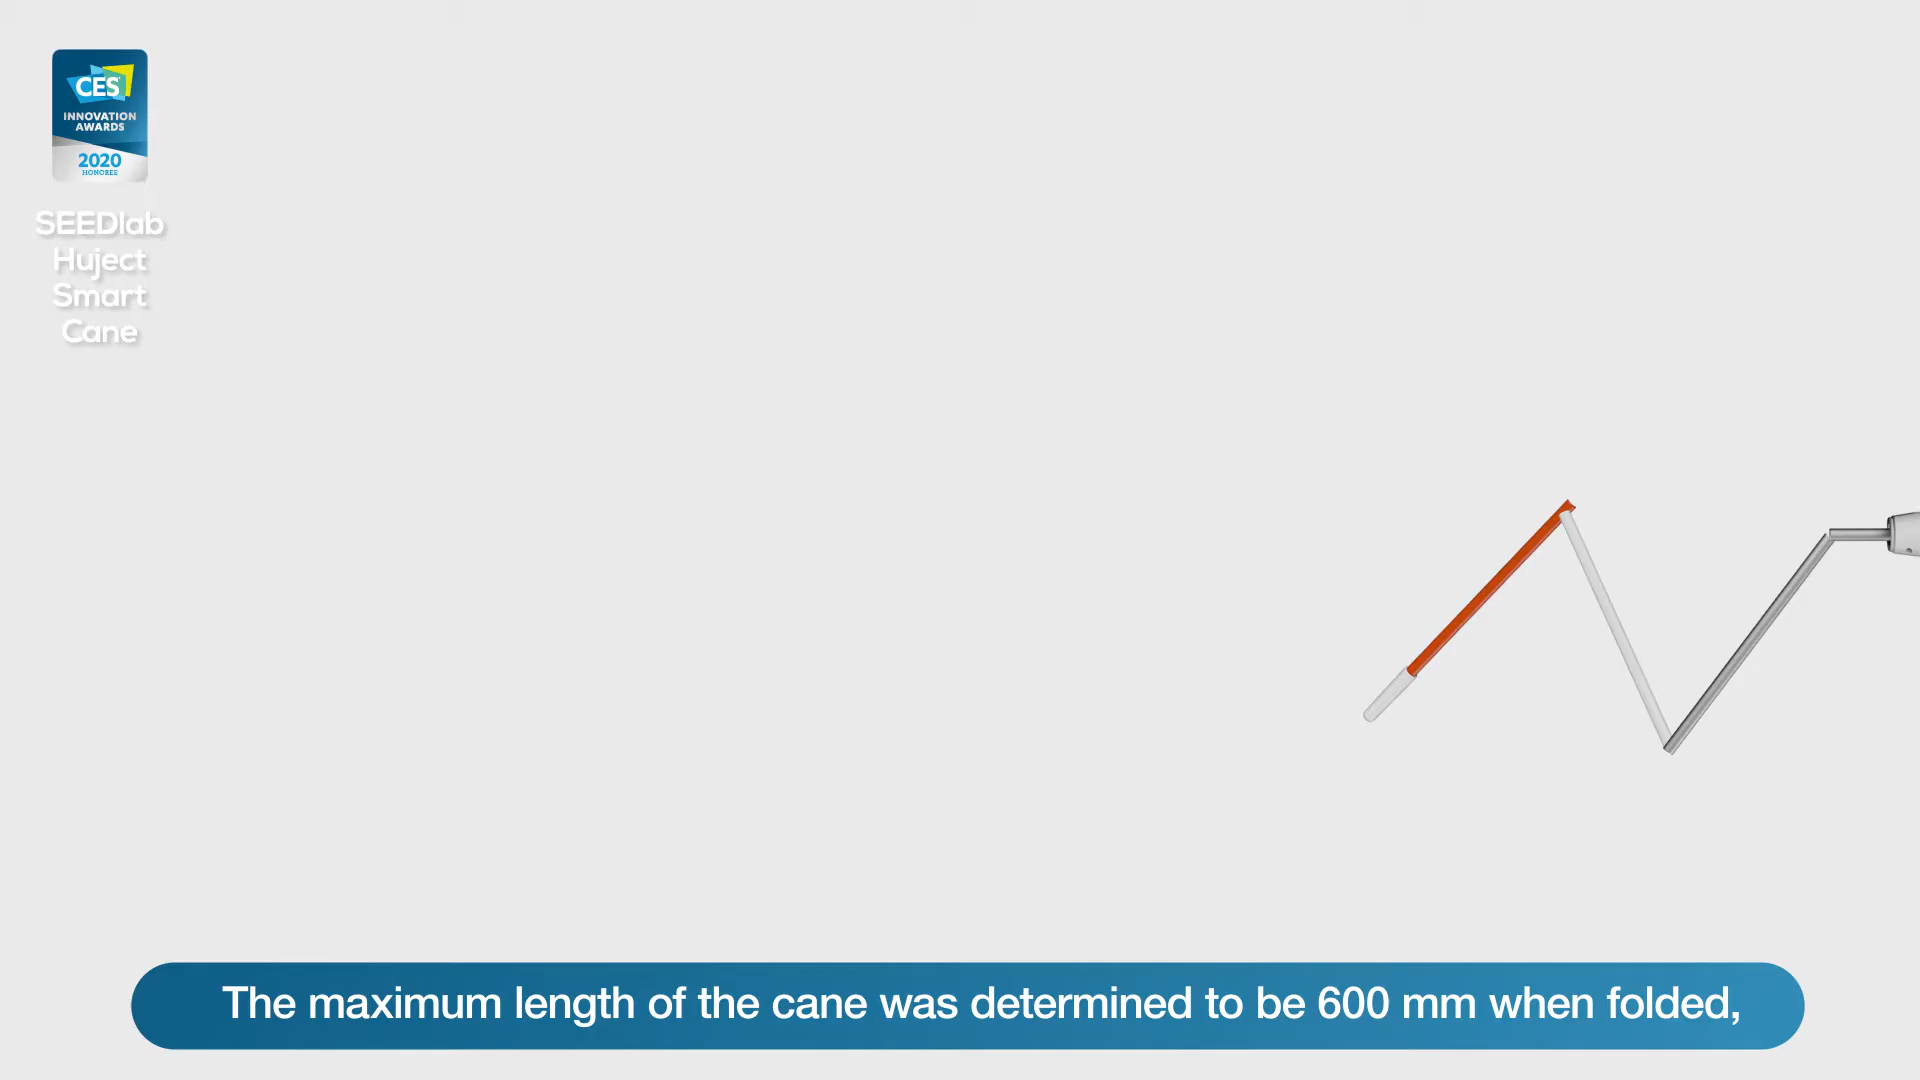 CES
INNOVATION
AWARDS
2020
HONOREE
SEEDlab
Huject
Smart
Cane
The maximum length of the cane was determined to be 600 mm when folded,